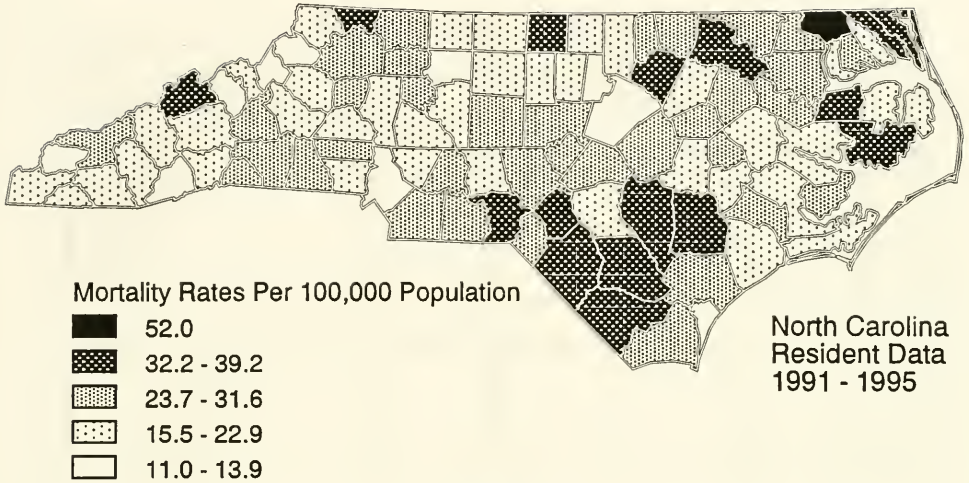 Mortality Rates Per 100,000 Population
52.0
32.2 - 39.2
23.7 - 31.6
15.5 - 22.9
11.0 - 13.9
North Carolina
Resident Data
1991 - 1995